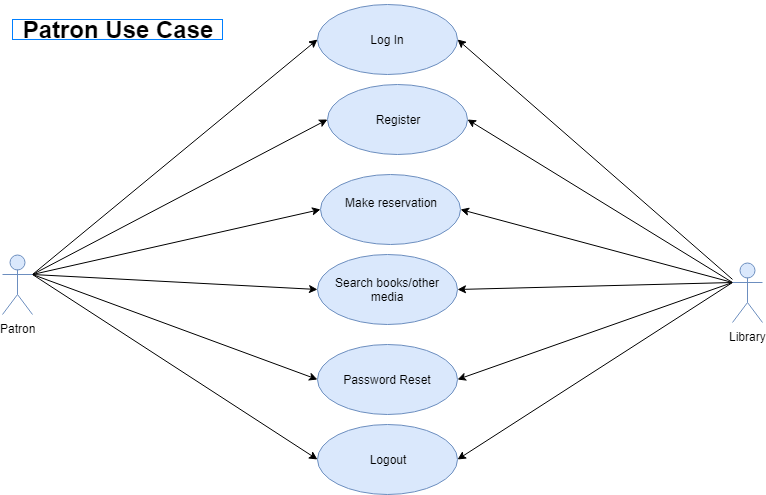 Patron Use Case
Log In
Register
Make reservation
Search books/other
media
Patron
Library
Password Reset
Logout